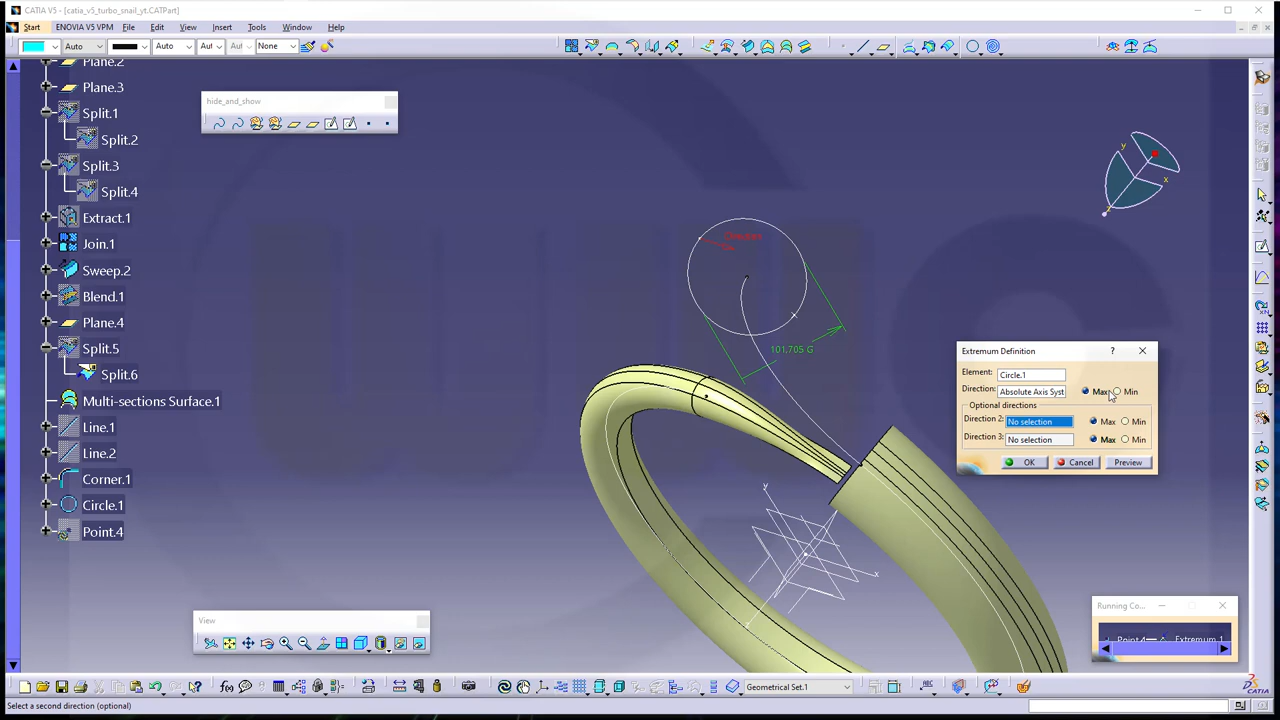 CATIA V5 - [catia_v5_turbo_snail_yt.CATPart]
Start ENOVIA V5 VPM File Edit View Insert Tools Window Help
Auto Auto Aut Aut None
Plane.2
Plane.3
Split.1
Split.2
Split.3
Split.4
Extract.1
Join.1
Sweep.2
Blend.1
Plane.4
Split.5
Split.6
Multi-sections Surface.1
Line.1
Line.2
Corner.1
Circle.1
Point.4
hide_and_show
y
x
z
101,705 G
y
x
Extremum Definition ? X
Element: Circle.1
Direction: Absolute Axis Syst Max Min
Optional directions
Direction 2: No selection Max Min
Direction 3: No selection Max Min
OK Cancel Preview
View
Running Co...
Point.4 Extremum.1
f(x)
Geometrical Set.1
ABC
CATIA
Select a second direction (optional)